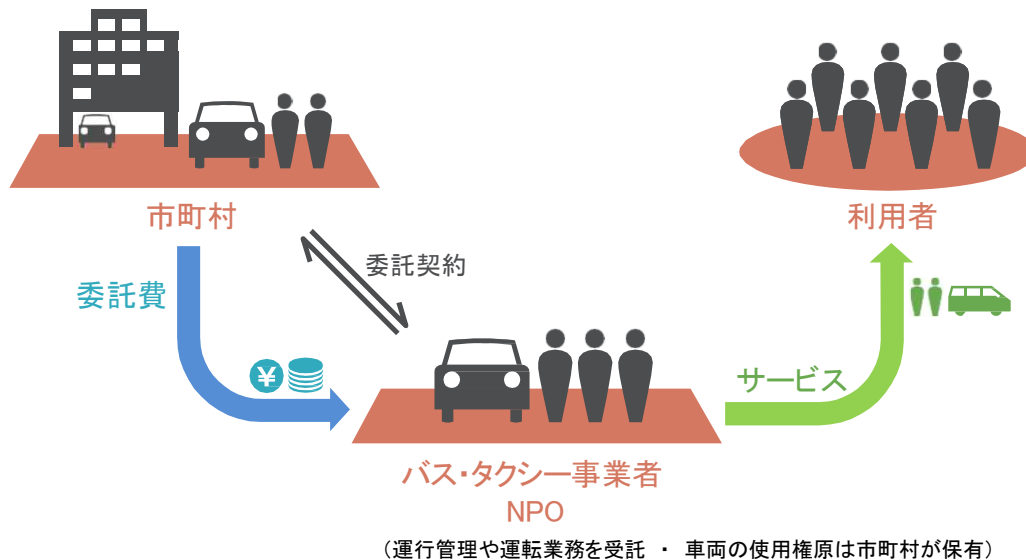 市町村
利用者
委託契約
委託費
¥
サービス
バス・タクシー事業者
NPO
（運行管理や運転業務を受託 ・ 車両の使用権原は市町村が保有）